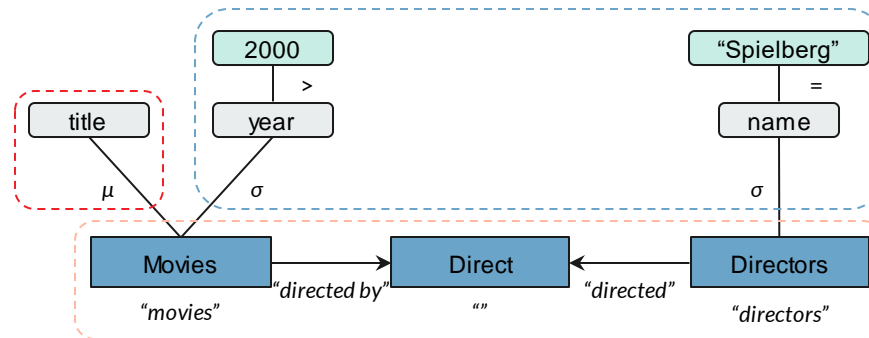 2000
“Spielberg”
>
=
title
year
name
μ
σ
σ
Movies
Direct
Directors
“directed by”
“directed”
“movies”
“”
“directors”